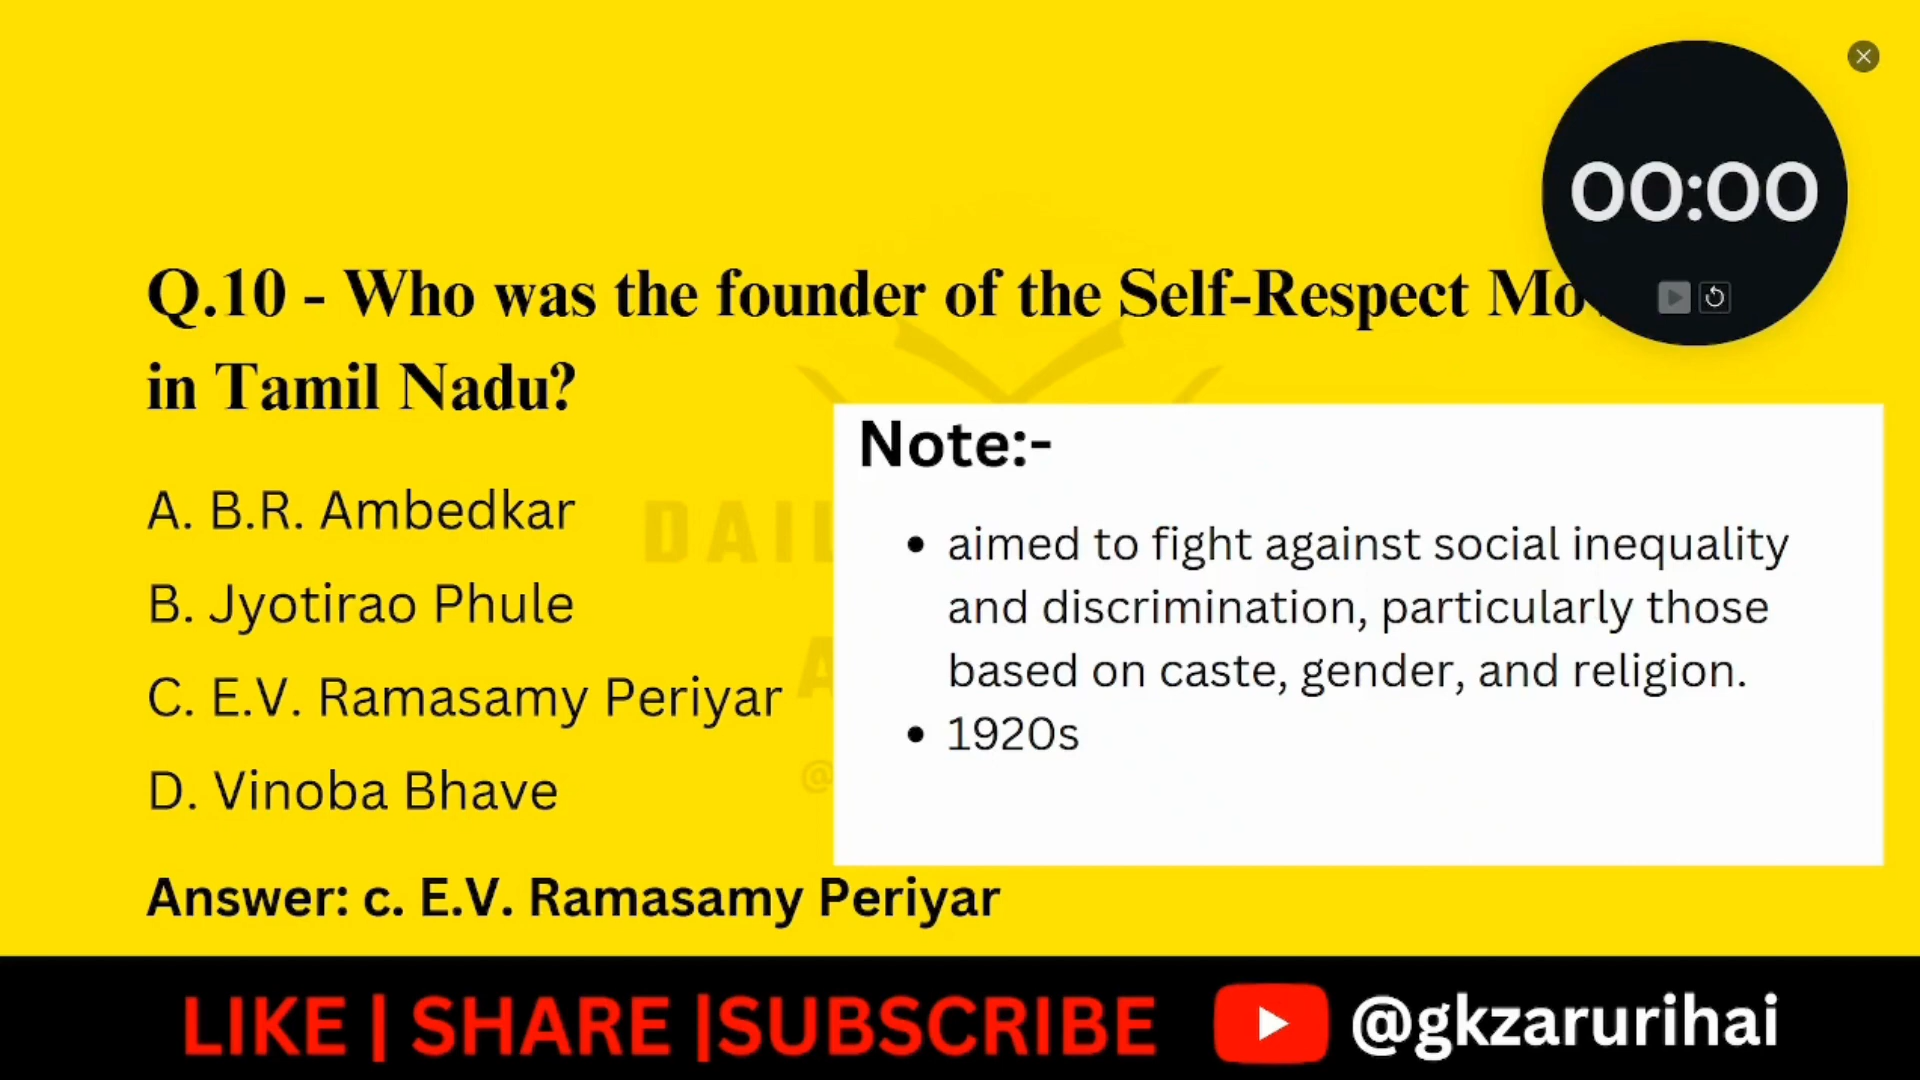 00:00
Q.10 - Who was the founder of the Self-Respect
in Tamil Nadu?
A. B.R. Ambedkar
B. Jyotirao Phule
C. E.V. Ramasamy Periyar
D. Vinoba Bhave
Answer: c. E.V. Ramasamy Periyar
Note:-
• aimed to fight against social inequality
and discrimination, particularly those
based on caste, gender, and religion.
• 1920s
LIKE | SHARE |SUBSCRIBE
@gkzarurihai